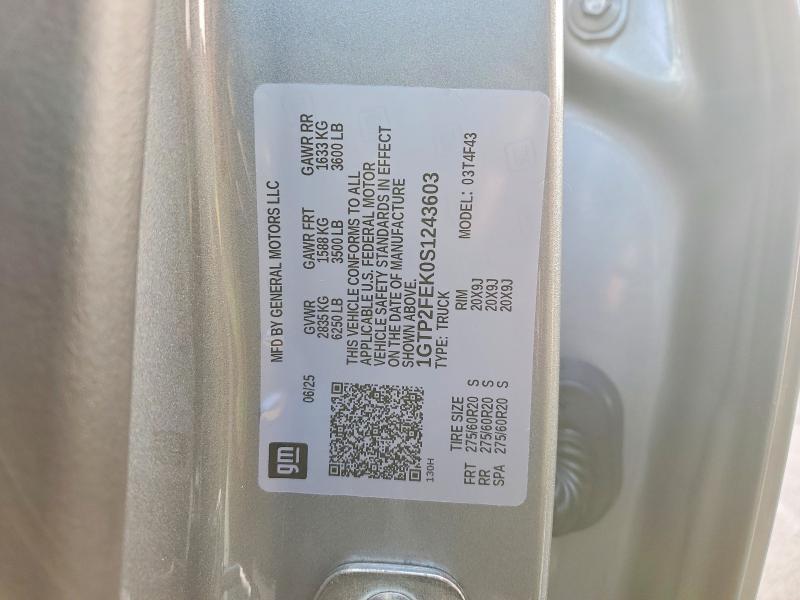 gm
MFD BY GENERAL MOTORS LLC
06/25
GVWR GAWR FRT GAWR RR
2835 KG 1588 KG 1633 KG
6250 LB 3500 LB 3600 LB
THIS VEHICLE CONFORMS TO ALL
APPLICABLE U.S. FEDERAL MOTOR
VEHICLE SAFETY STANDARDS IN EFFECT
ON THE DATE OF MANUFACTURE
SHOWN ABOVE.
1GTP2FEK0S1243603
130H
TYPE: TRUCK
MODEL: 03T4F43
TIRE SIZE RIM
FRT 275/60R20 S 20X9J
RR 275/60R20 S 20X9J
SPA 275/60R20 S 20X9J